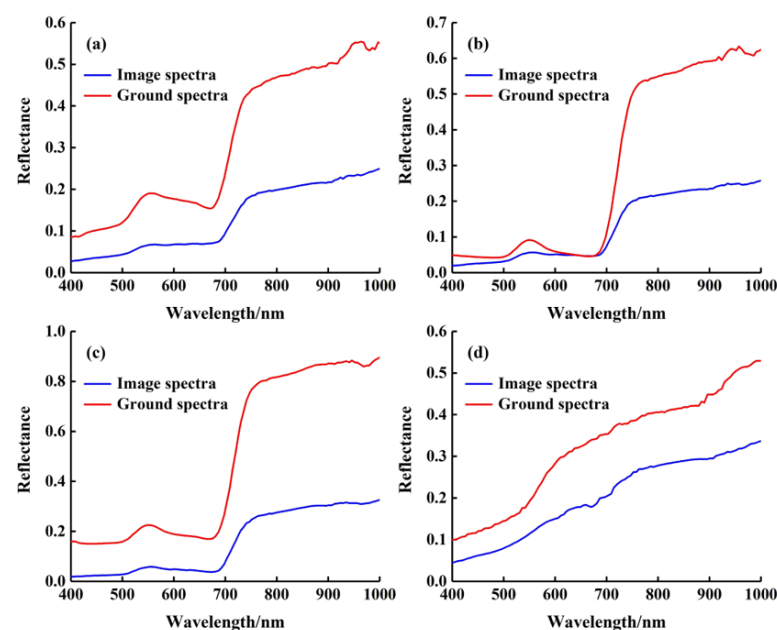 (a)
Image spectra
Ground spectra
Reflectance
0.6
0.5
0.4
0.3
0.2
0.1
0.0
400 500 600 700 800 900 1000
Wavelength/nm
(b)
Image spectra
Ground spectra
Reflectance
0.7
0.6
0.5
0.4
0.3
0.2
0.1
0.0
400 500 600 700 800 900 1000
Wavelength/nm
(c)
Image spectra
Ground spectra
Reflectance
1.0
0.8
0.6
0.4
0.2
0.0
400 500 600 700 800 900 1000
Wavelength/nm
(d)
Image spectra
Ground spectra
Reflectance
0.6
0.5
0.4
0.3
0.2
0.1
0.0
400 500 600 700 800 900 1000
Wavelength/nm